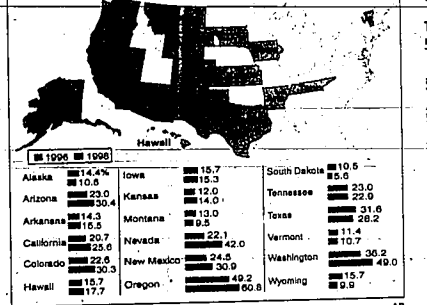 Hawaii
1996 1998
Alaska 14.4%
10.6
Arizona 23.0
30.4
Arkansas 14.3
16.5
California 20.7
25.6
Colorado 22.6
30.3
Hawaii 15.7
17.7
Iowa 15.7
15.3
Kansas 12.0
14.0
Montana 13.0
9.5
Nevada 22.1
42.0
New Mexico 24.5
30.9
Oregon 49.2
60.8
South Dakota 10.5
5.6
Tennessee 23.0
22.9
Texas 31.6
28.2
Vermont 11.4
10.7
Washington 36.2
49.0
Wyoming 15.7
9.9